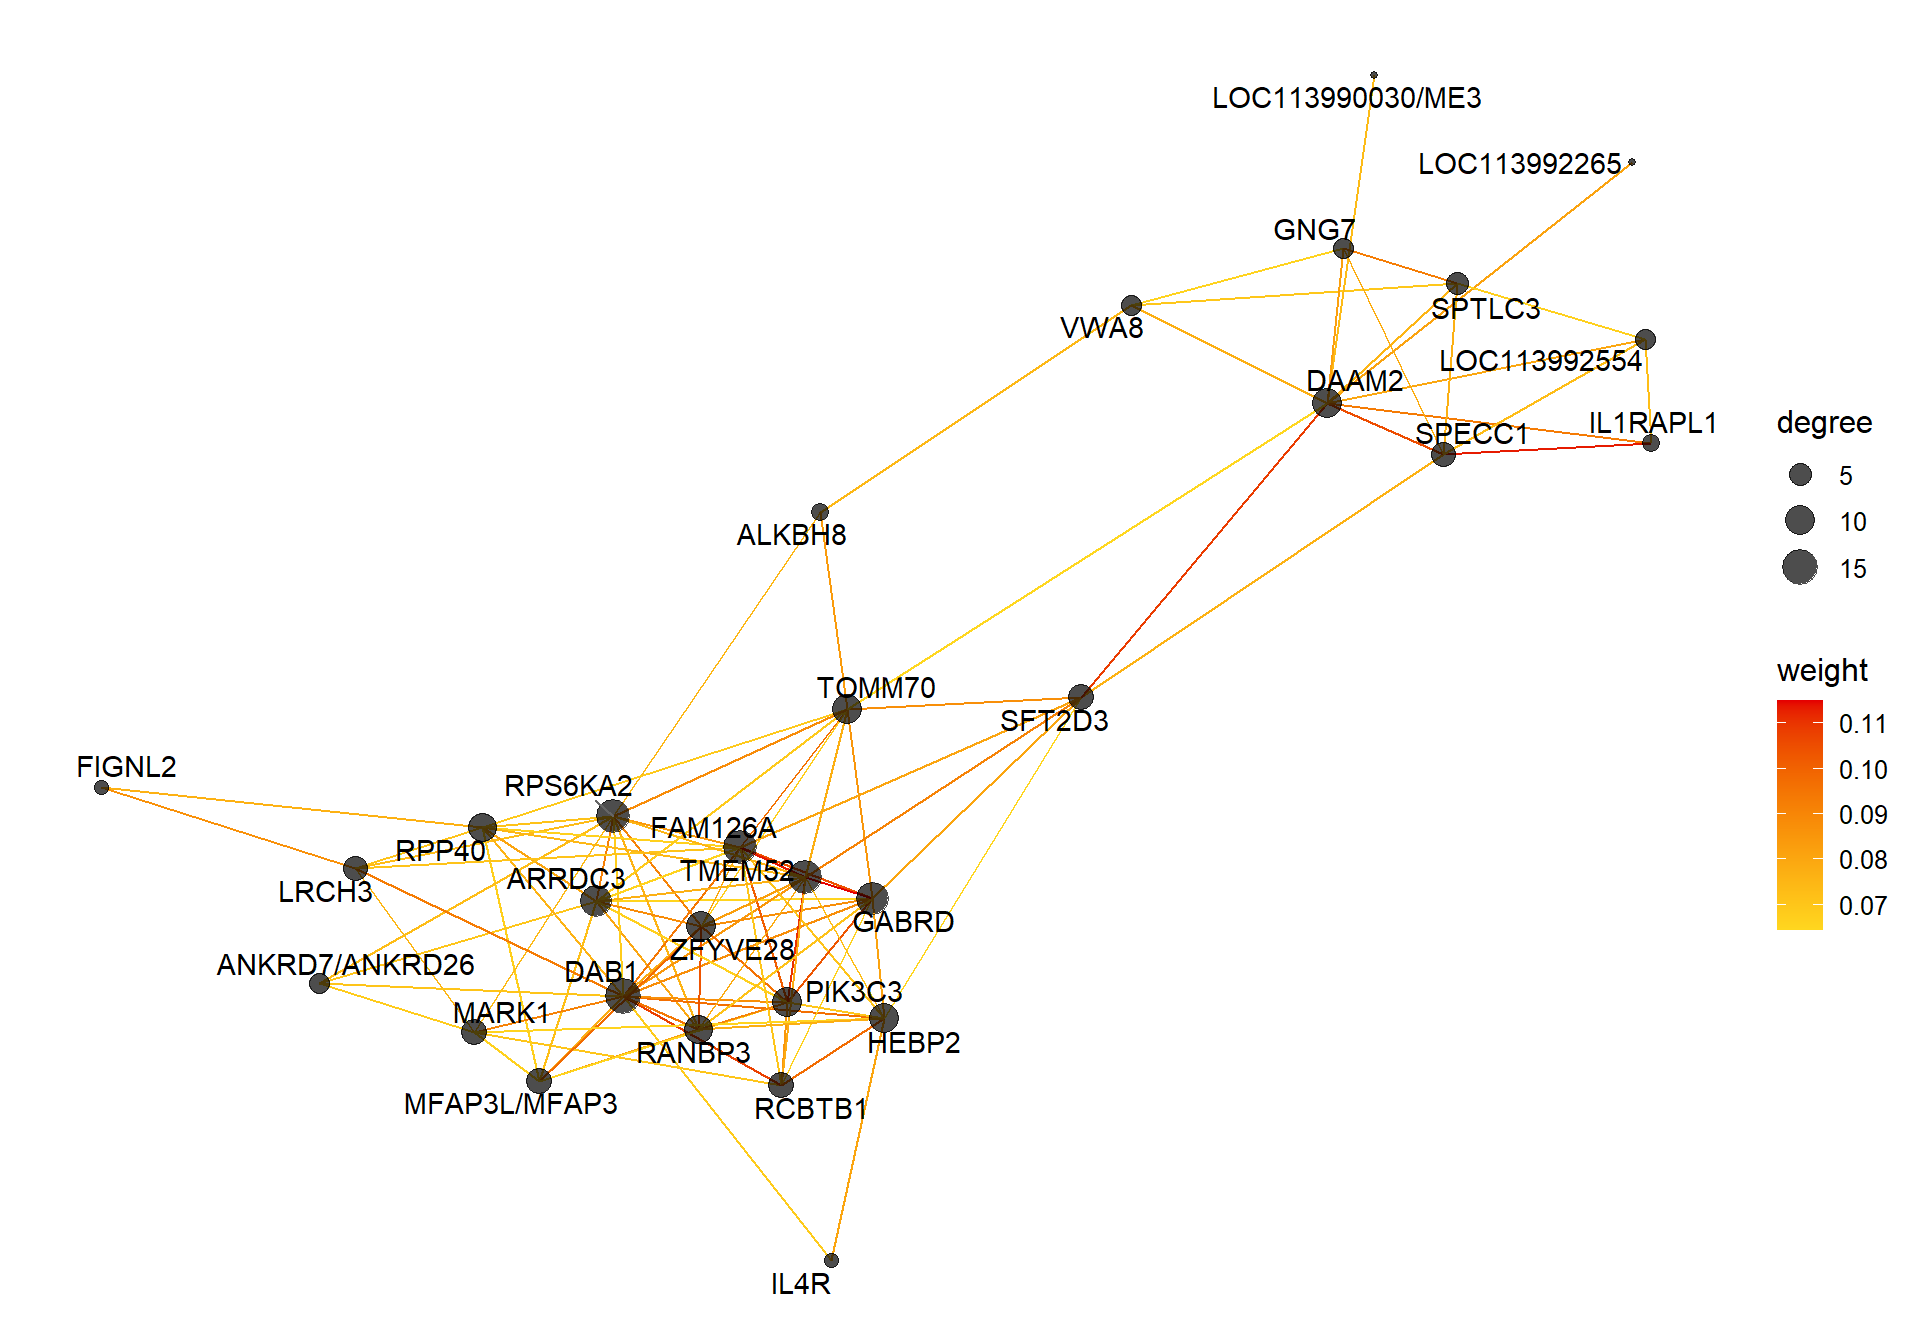 LOC113990030/ME3
LOC113992265
GNG7
SPTLC3
VWA8
LOC113992554
DAAM2
IL1RAPL1
SPECC1
ALKBH8
TOMM70
SFT2D3
FIGNL2
RPS6KA2
FAM126A
RPP40
TMEM52
ARRDC3
LRCH3
GABRD
ZFYVE28
ANKRD7/ANKRD26
DAB1
PIK3C3
MARK1
HEBP2
RANBP3
MFAP3L/MFAP3
RCBTB1
IL4R
degree
5
10
15
weight
0.11
0.10
0.09
0.08
0.07